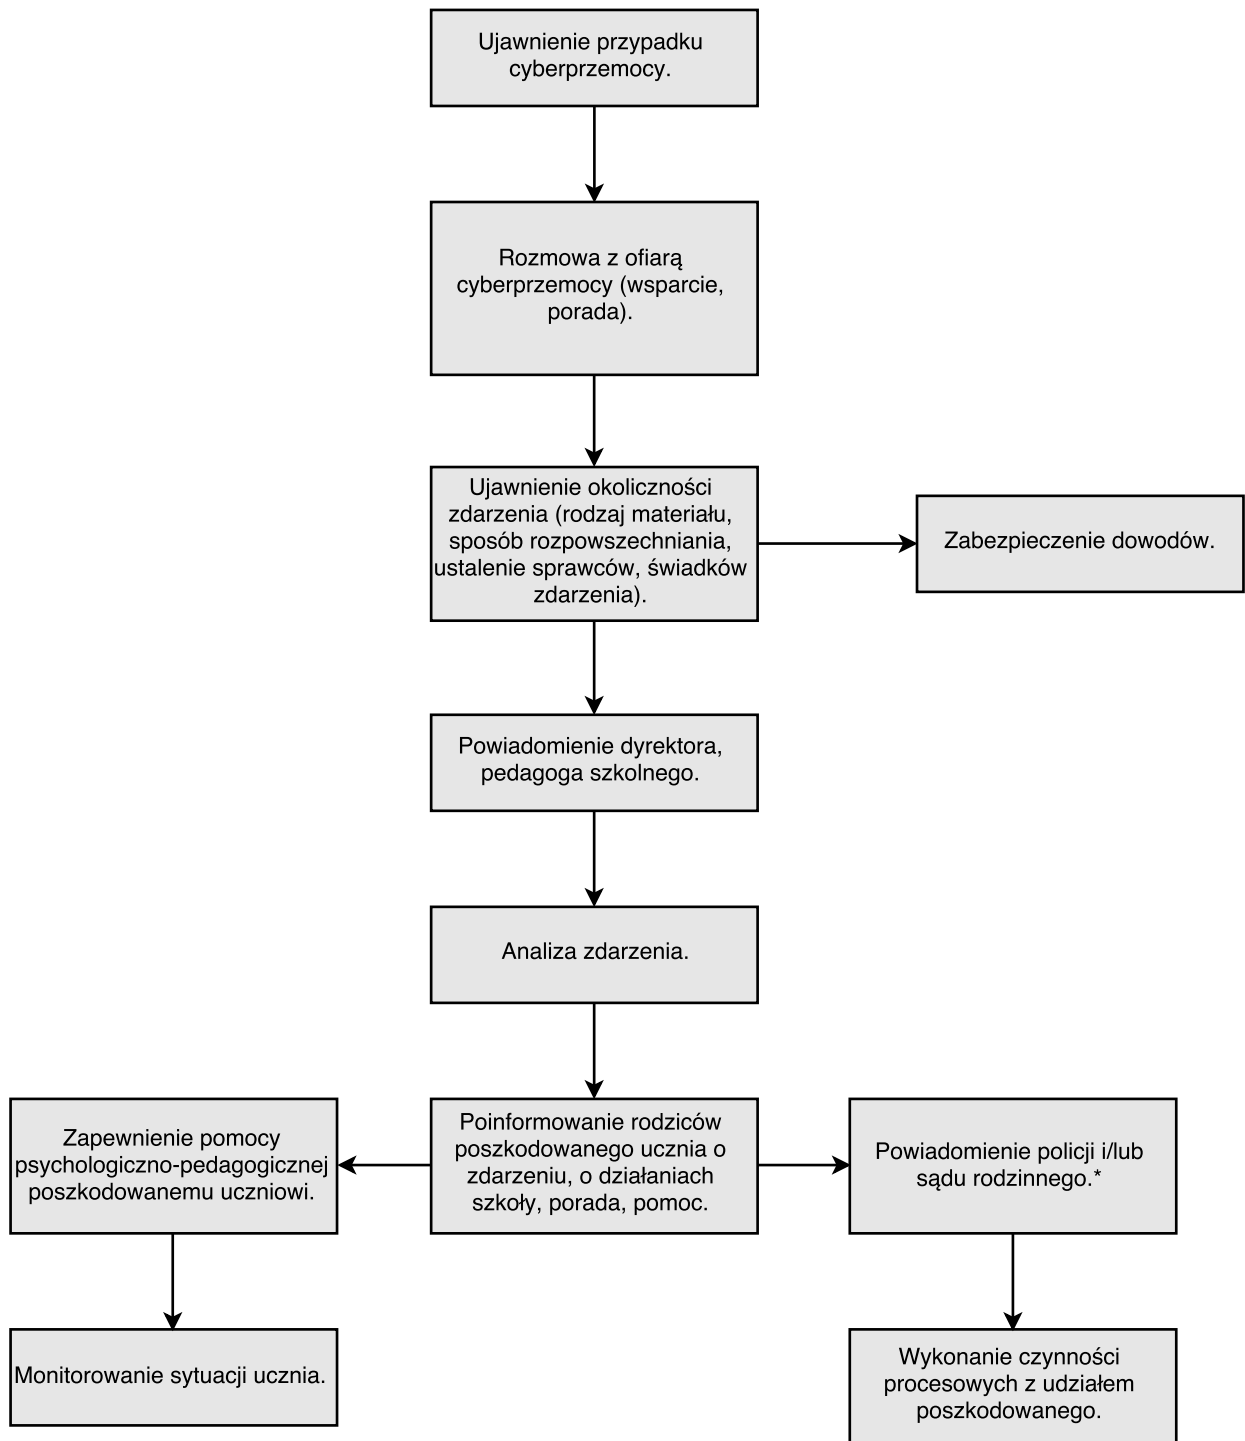 Ujawnienie przypadku
cyberprzemocy.
Rozmowa z ofiarą
cyberprzemocy (wsparcie,
porada).
Ujawnienie okoliczności
zdarzenia (rodzaj materiału,
sposób rozpowszechniania,
ustalenie sprawców, świadków
zdarzenia).
Zabezpieczenie dowodów.
Powiadomienie dyrektora,
pedagoga szkolnego.
Analiza zdarzenia.
Zapewnienie pomocy
psychologiczno-pedagogicznej
poszkodowanemu uczniowi.
Poinformowanie rodziców
poszkodowanego ucznia o
zdarzeniu, o działaniach
szkoły, porada, pomoc.
Powiadomienie policji i/lub
sądu rodzinnego.*
Monitorowanie sytuacji ucznia.
Wykonanie czynności
procesowych z udziałem
poszkodowanego.